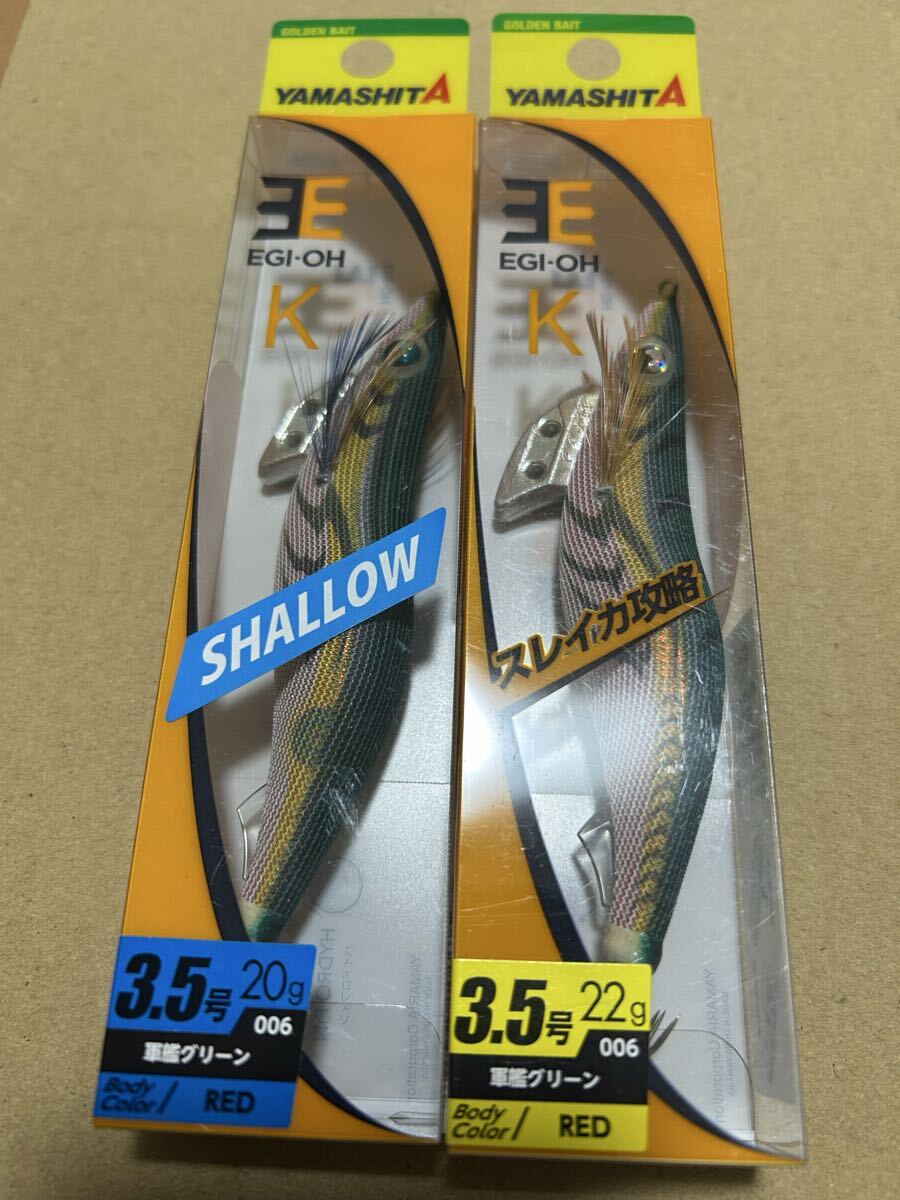 GOLDEN BAIT
YAMASHITA
EGI-OH
K
SHALLOW
3.5号 20g
006
軍艦グリーン
Body Color/ RED
GOLDEN BAIT
YAMASHITA
EGI-OH
K
スレイカ攻略
3.5号 22g
006
軍艦グリーン
Body Color/ RED
YAMARIA Corporation